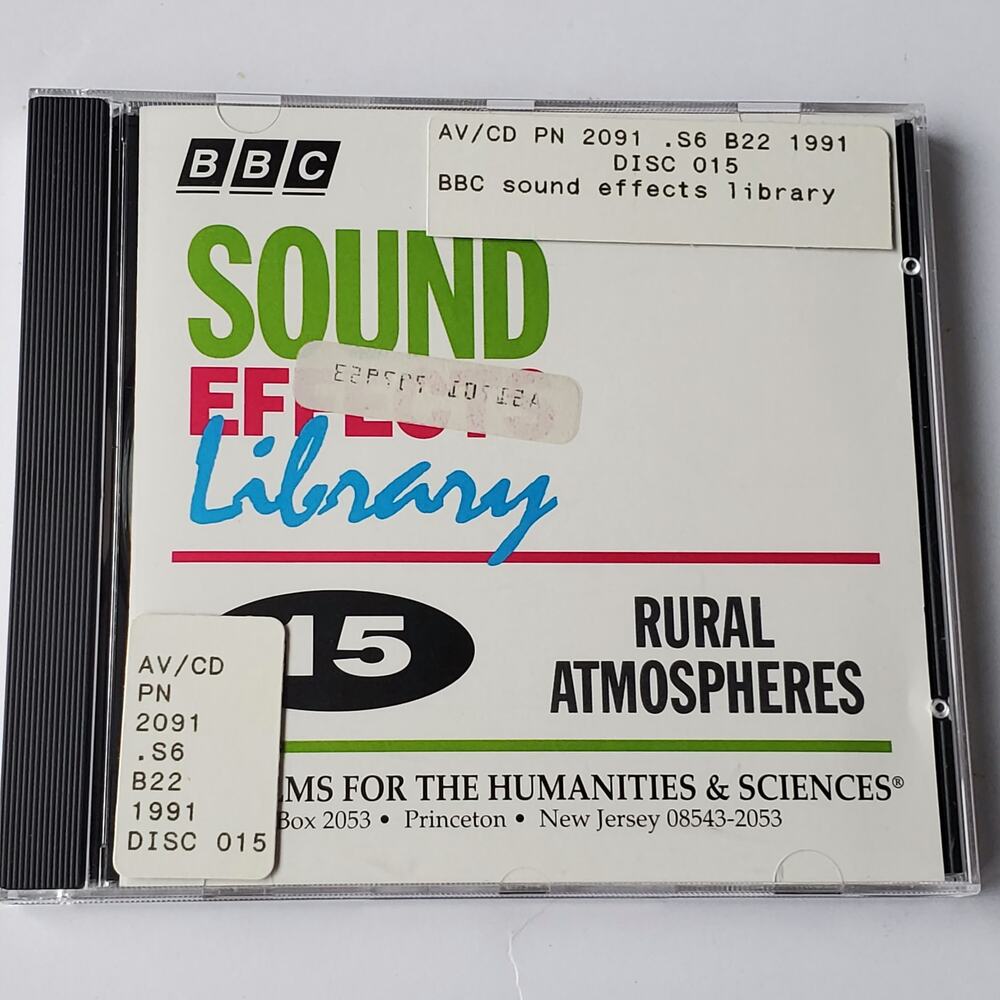 BBC
AV/CD PN 2091 .S6 B22 1991
DISC 015
BBC sound effects library
SOUND
EFFECTS
Library
15
RURAL
ATMOSPHERES
AV/CD
PN
2091
.S6
B22
1991
DISC 015
LMS FOR THE HUMANITIES & SCIENCES®
Box 2053 • Princeton • New Jersey 08543-2053